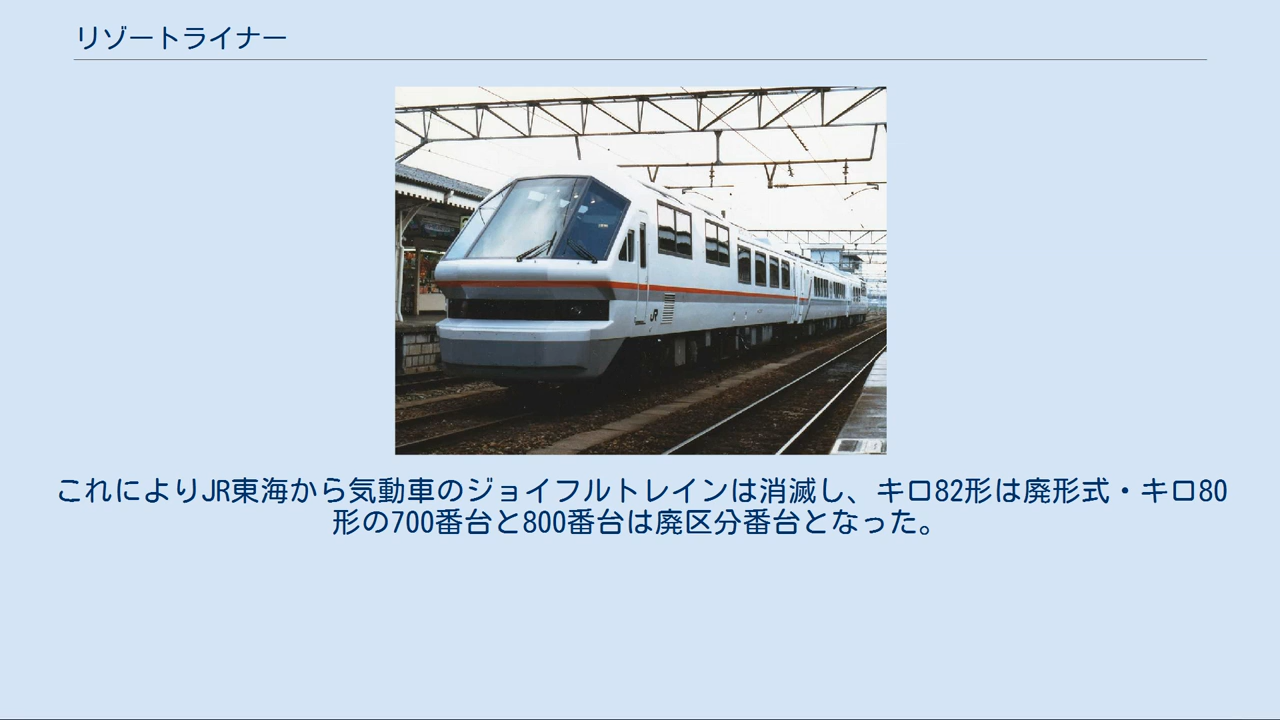 リゾートライナー
JR
これによりJR東海から気動車のジョイフルトレインは消滅し、キロ82形は廃形式・キロ80
形の700番台と800番台は廃区分番台となった。